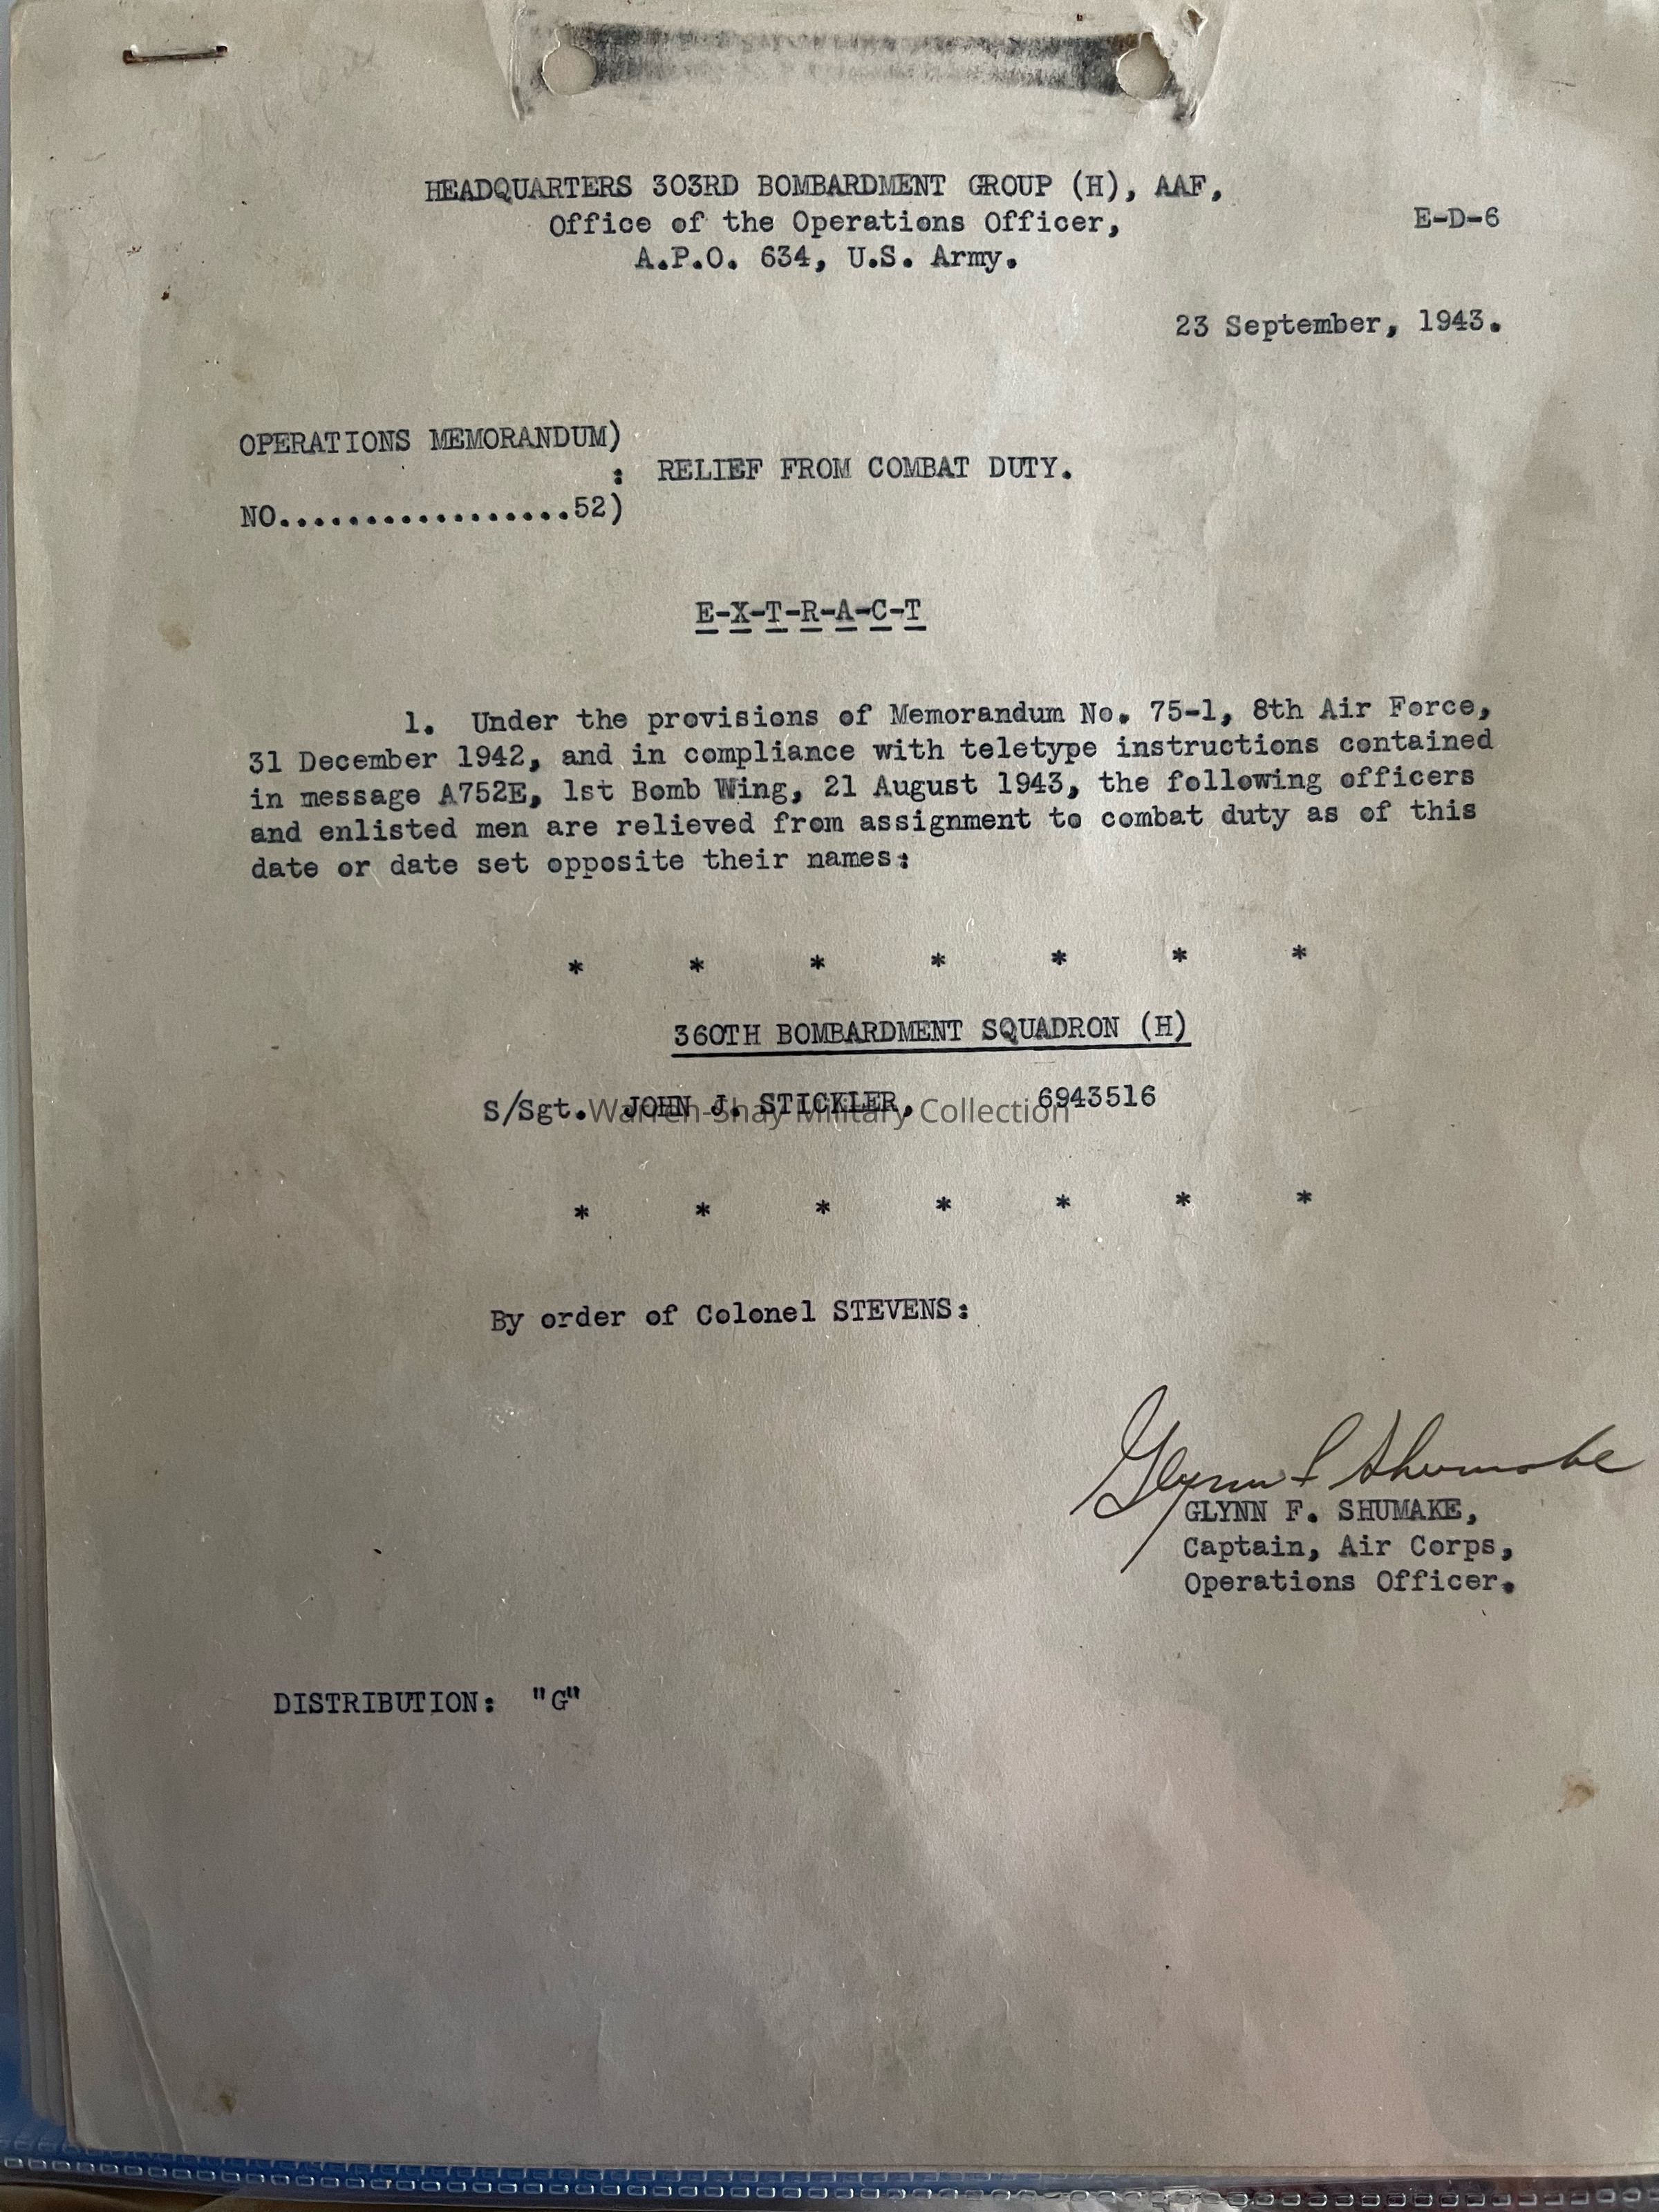 HEADQUARTERS 303RD BOMBARDMENT GROUP (H), AAF,
Office of the Operations Officer,
E-D-6
A.P.O. 634, U.S. Army.
23 September, 1943.
OPERATIONS MEMORANDUM)
: RELIEF FROM COMBAT DUTY.
NO.................52)
E-X-T-R-A-C-T
1. Under the provisions of Memorandum No. 75-1, 8th Air Force,
31 December 1942, and in compliance with teletype instructions contained
in message A752E, 1st Bomb Wing, 21 August 1943, the following officers
and enlisted men are relieved from assignment to combat duty as of this
date or date set opposite their names:
* * * * * * *
360TH BOMBARDMENT SQUADRON (H)
S/Sgt. JOHN J. STICKLER, 6943516
Warren-Shay Military Collection
* * * * * * *
By order of Colonel STEVENS:
Glynn F Shumake
GLYNN F. SHUMAKE,
Captain, Air Corps,
Operations Officer.
DISTRIBUTION: "G"